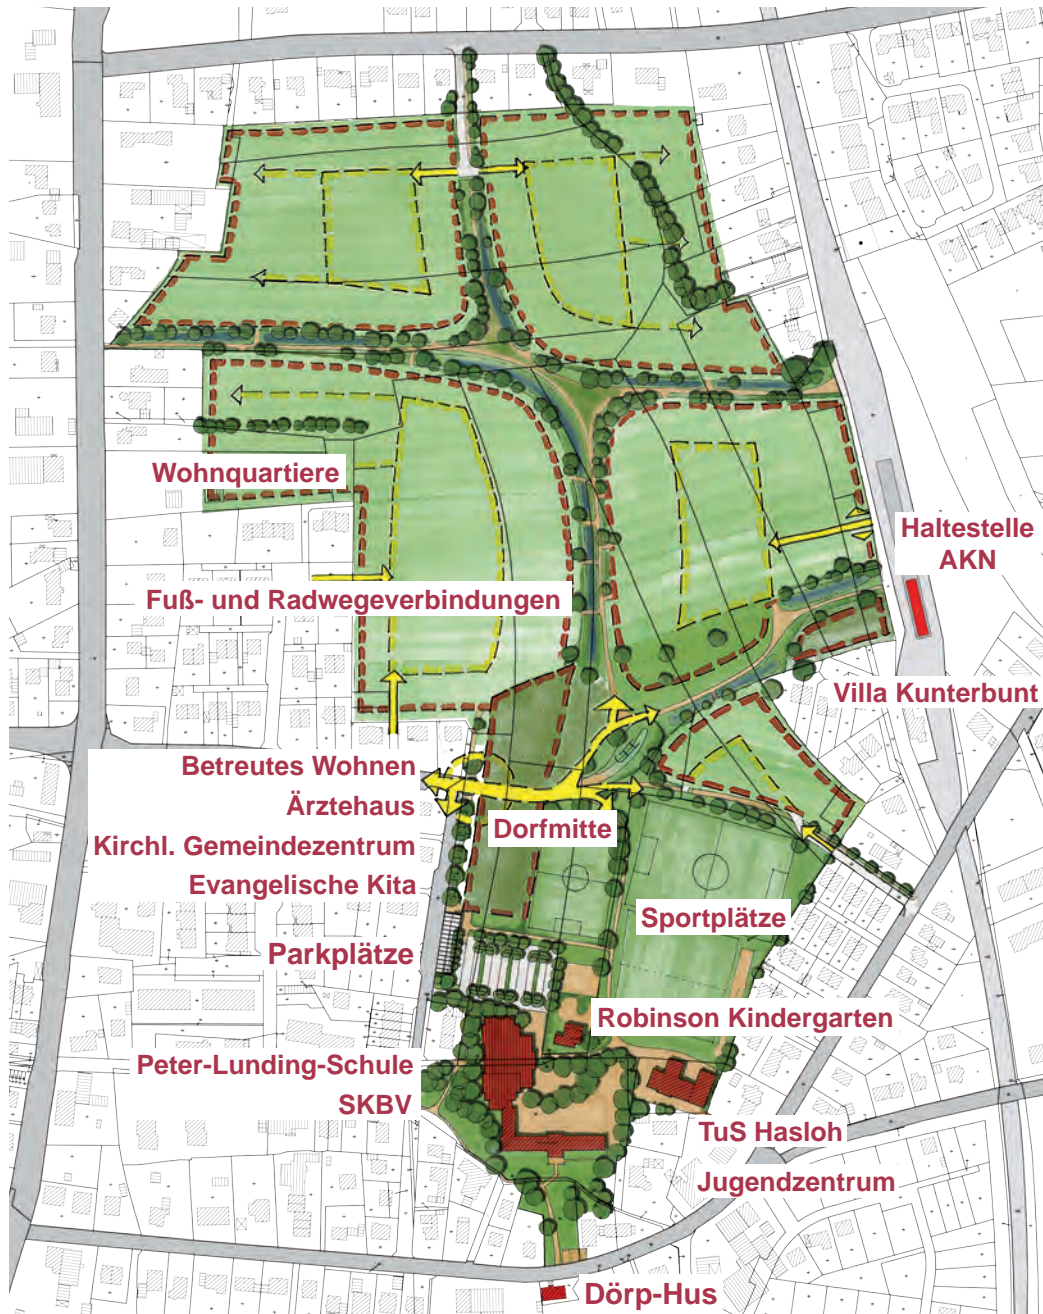 Wohnquartiere
Haltestelle
AKN
Fuß- und Radwegeverbindungen
Villa Kunterbunt
Betreutes Wohnen
Ärztehaus
Dorfmitte
Kirchl. Gemeindezentrum
Evangelische Kita
Sportplätze
Parkplätze
Robinson Kindergarten
Peter-Lunding-Schule
SKBV
TuS Hasloh
Jugendzentrum
Dörp-Hus